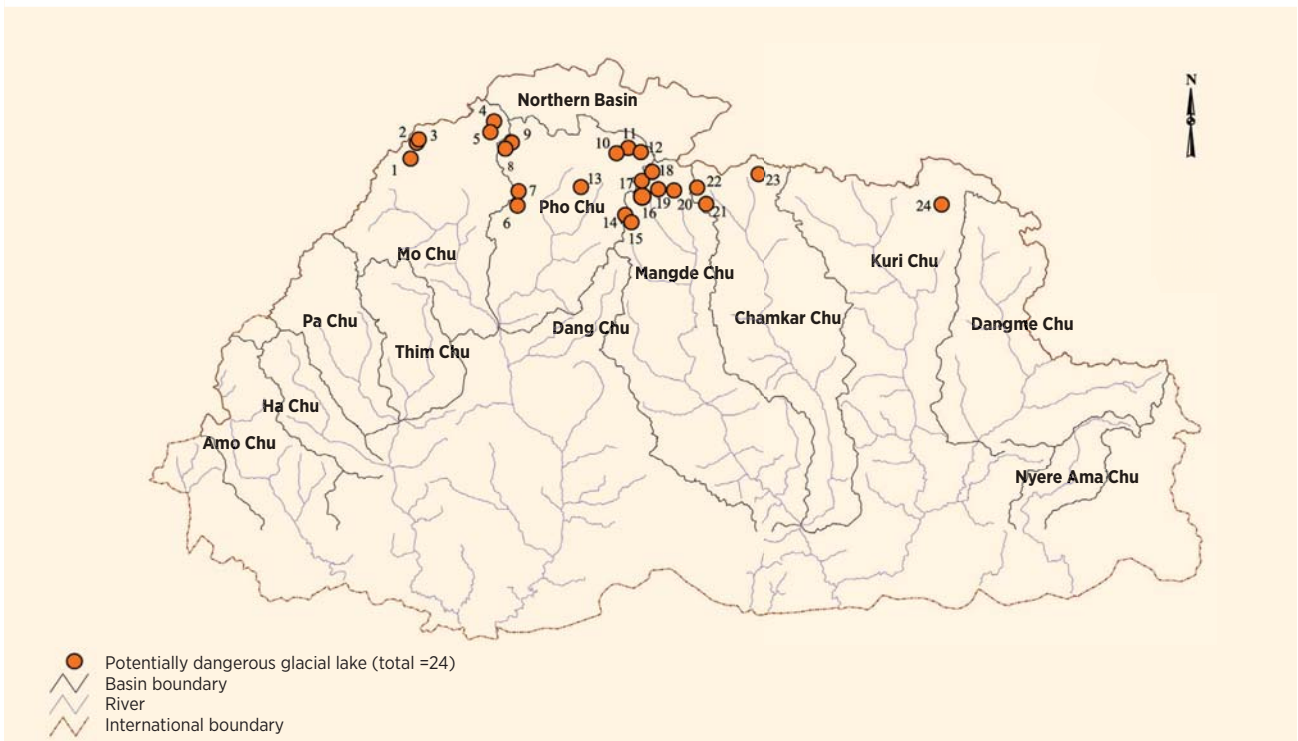 N
Northern Basin
4
5
9
8
2
3
1
11
10
12
18
17
13
7
6
Pho Chu
14
15
16
19
20
22
21
23
24
Mo Chu
Mangde Chu
Kuri Chu
Pa Chu
Thim Chu
Dang Chu
Chamkar Chu
Dangme Chu
Ha Chu
Amo Chu
Nyere Ama Chu
Potentially dangerous glacial lake (total =24)
Basin boundary
River
International boundary